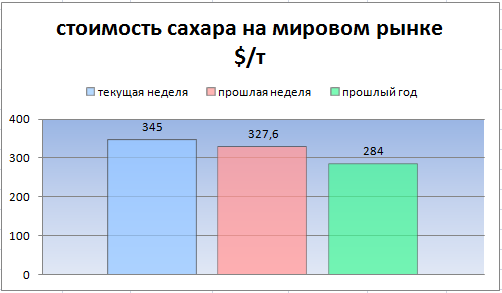 стоимость сахара на мировом рынке
$/т
текущая неделя прошлая неделя прошлый год
400
300
200
100
0
345
327,6
284